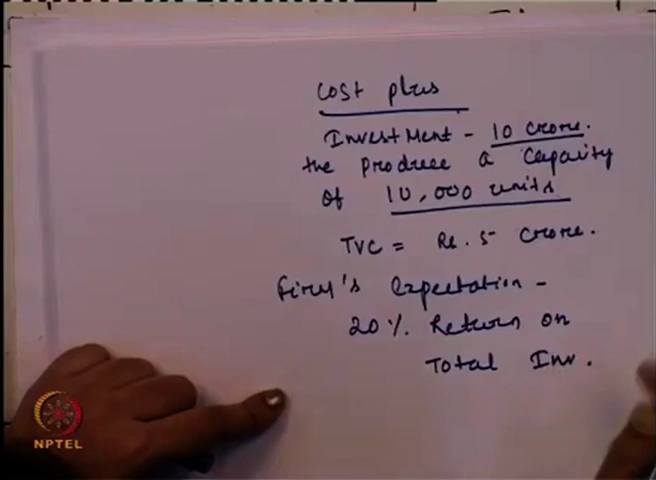 Cost plus
Investment - 10 crore.
the produce a capacity
of 10,000 units
TVC = Rs. 5 crore.
Firm's expectation -
20% Return on
Total Inv.
NPTEL